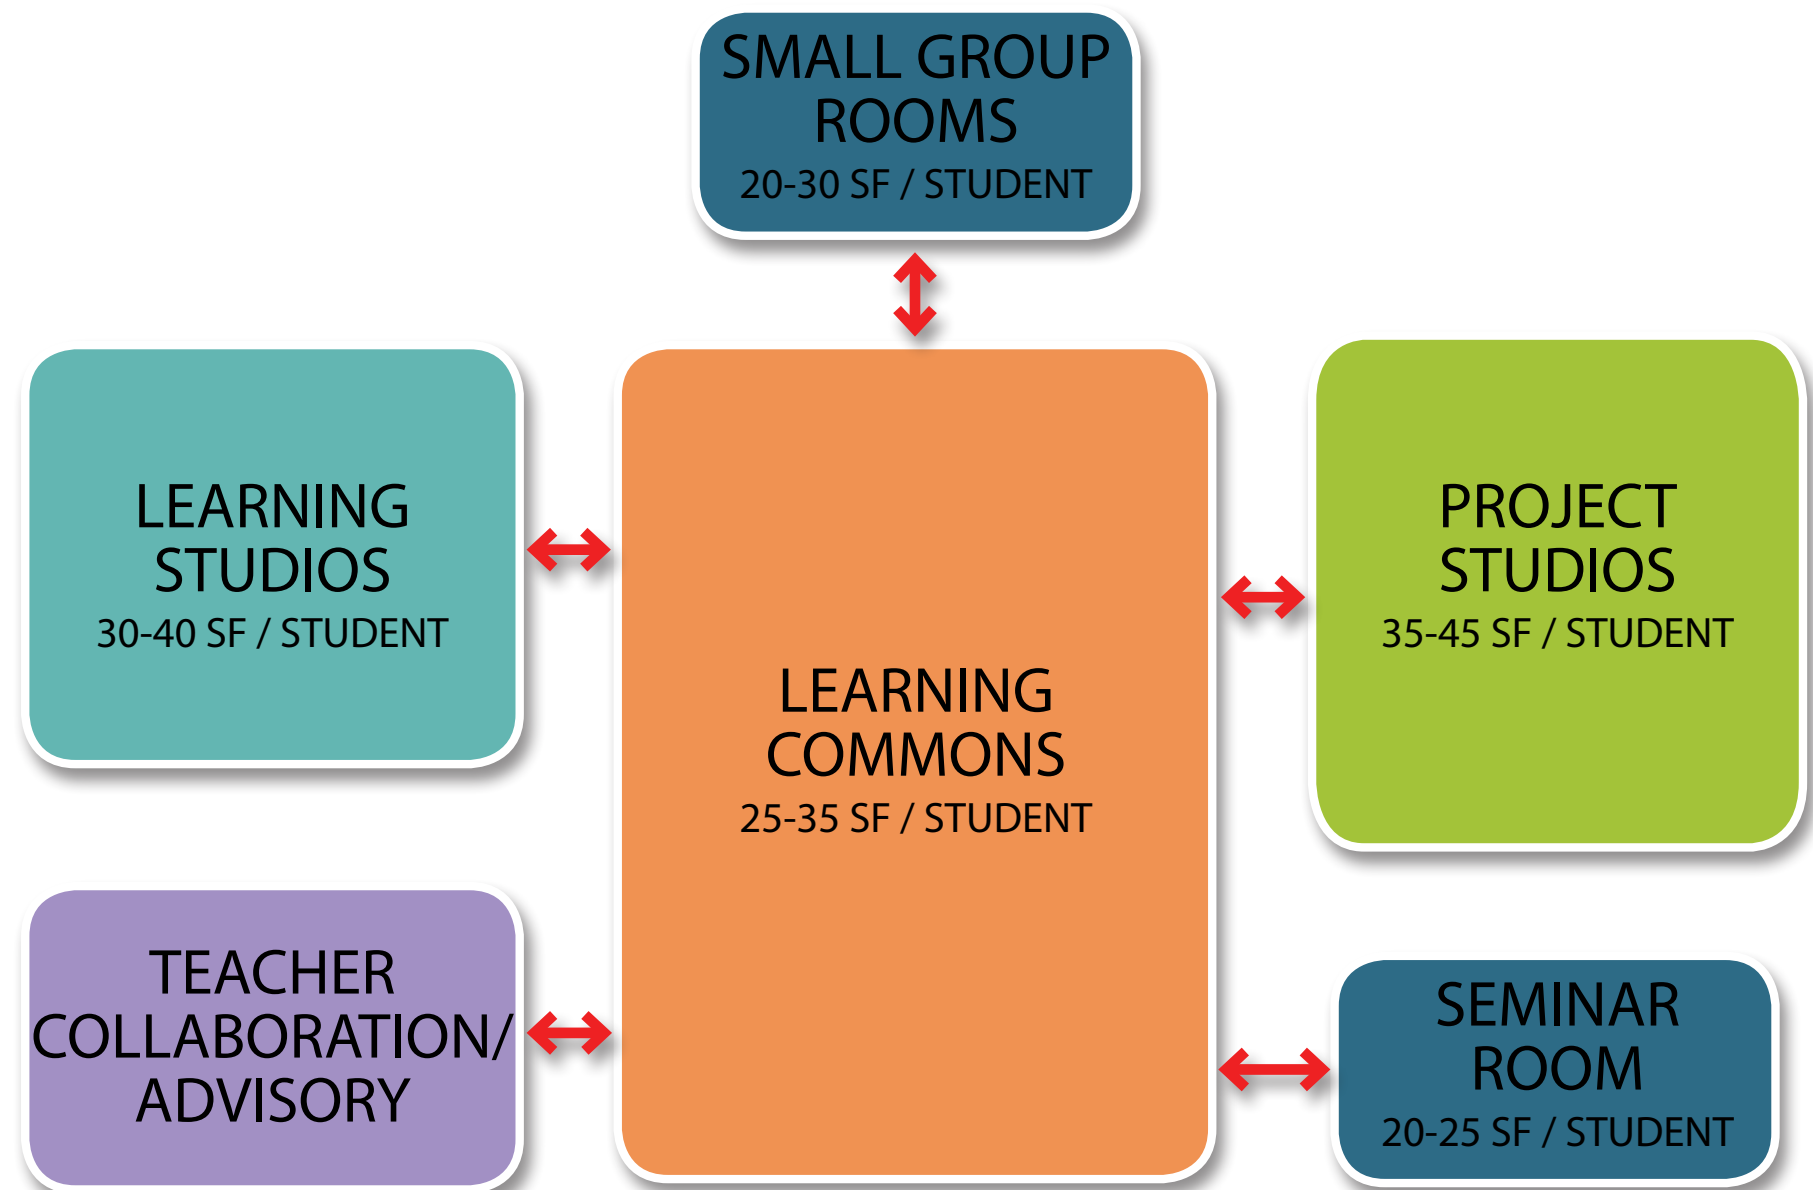 SMALL GROUP
ROOMS
20-30 SF / STUDENT
LEARNING
STUDIOS
30-40 SF / STUDENT
LEARNING
COMMONS
25-35 SF / STUDENT
PROJECT
STUDIOS
35-45 SF / STUDENT
TEACHER
COLLABORATION/
ADVISORY
SEMINAR
ROOM
20-25 SF / STUDENT